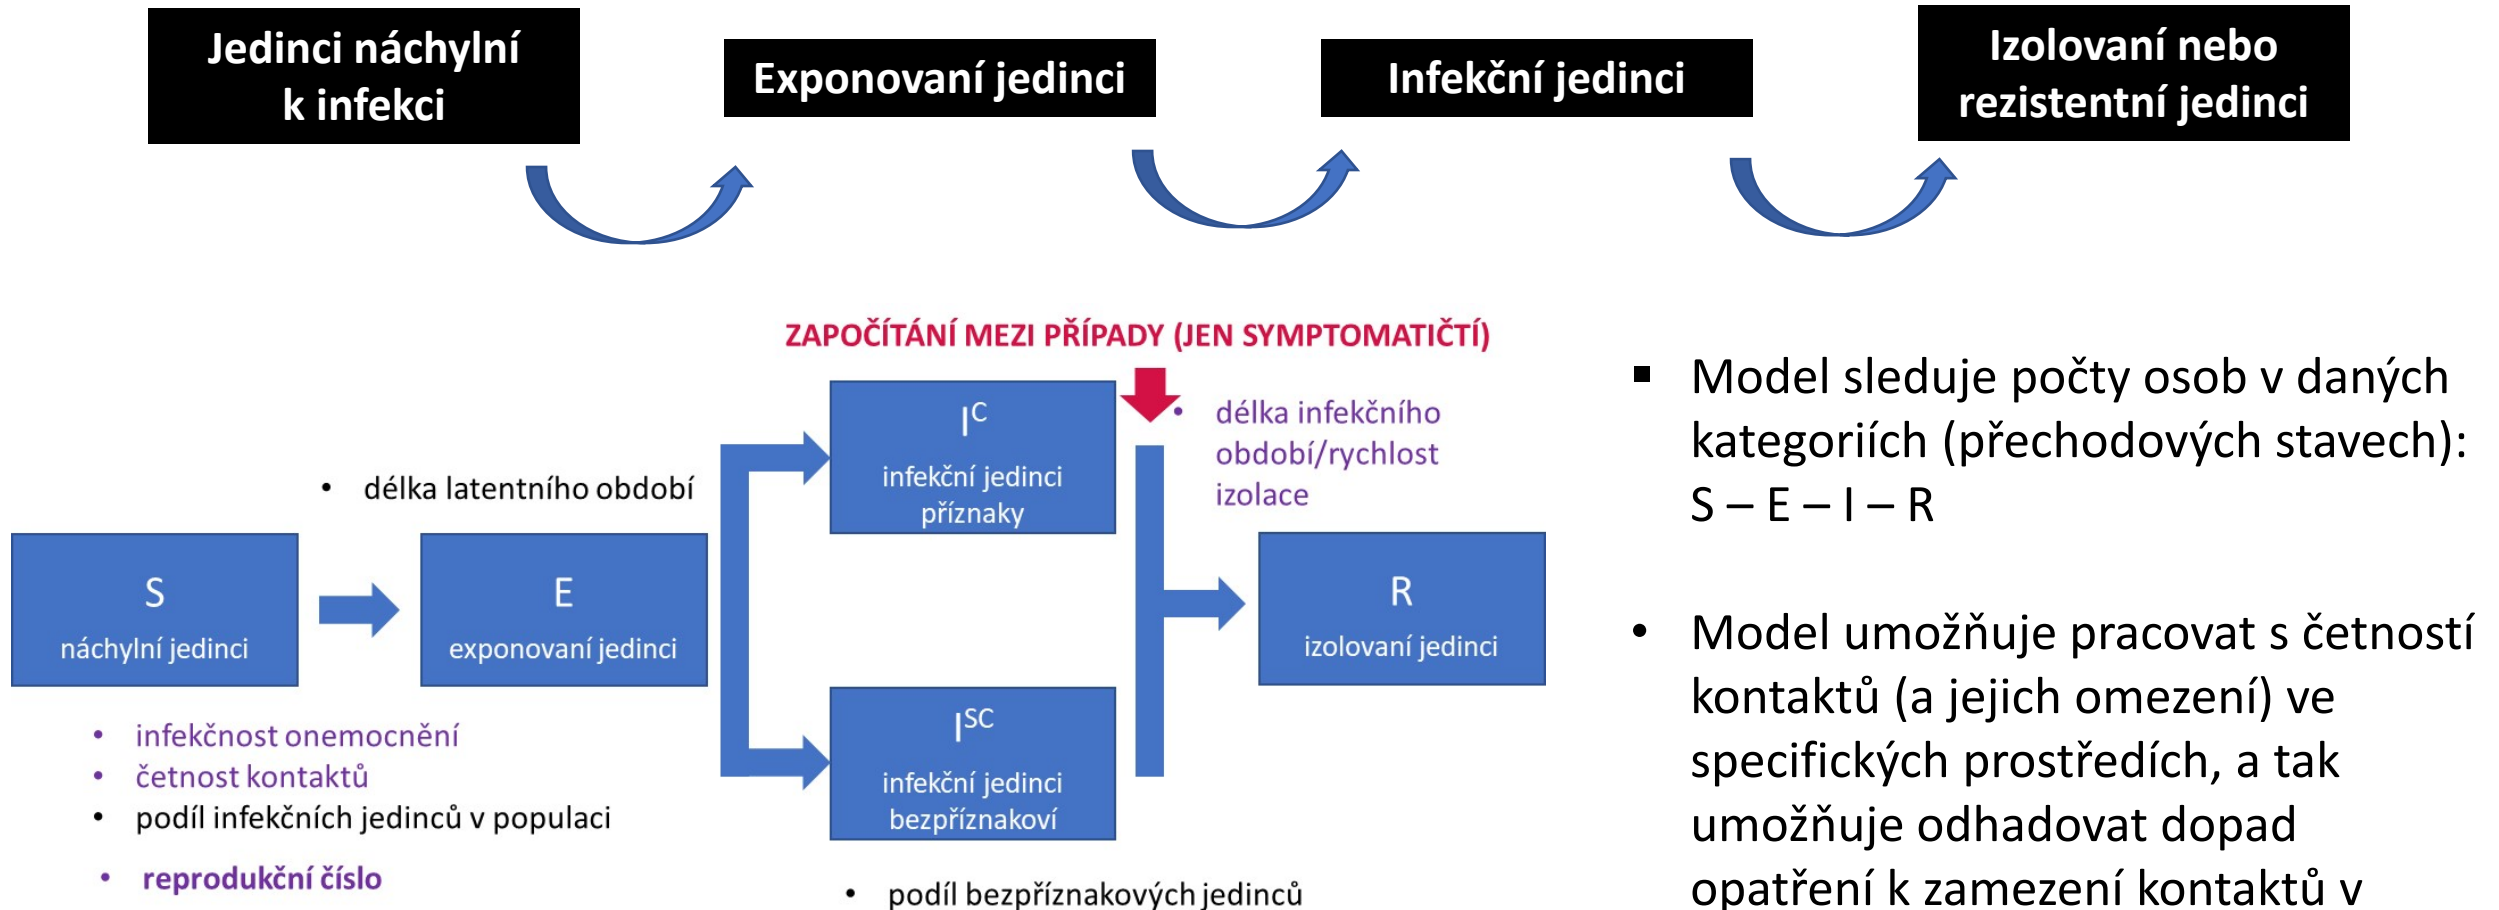 Jedinci náchylní
k infekci
Exponovaní jedinci
Infekční jedinci
Izolovaní nebo
rezistentní jedinci
ZAPOČÍTÁNÍ MEZI PŘÍPADY (JEN SYMPTOMATIČTÍ)
• délka latentního období
S
náchylní jedinci
E
exponovaní jedinci
I^C
infekční jedinci
příznaky
I^SC
infekční jedinci
bezpříznakoví
• délka infekčního
období/rychlost
izolace
R
izolovaní jedinci
• infekčnost onemocnění
• četnost kontaktů
• podíl infekčních jedinců v populaci
• reprodukční číslo
• podíl bezpříznakových jedinců
▪ Model sleduje počty osob v daných
kategoriích (přechodových stavech):
S – E – I – R
• Model umožňuje pracovat s četností
kontaktů (a jejich omezení) ve
specifických prostředích, a tak
umožňuje odhadovat dopad
opatření k zamezení kontaktů v